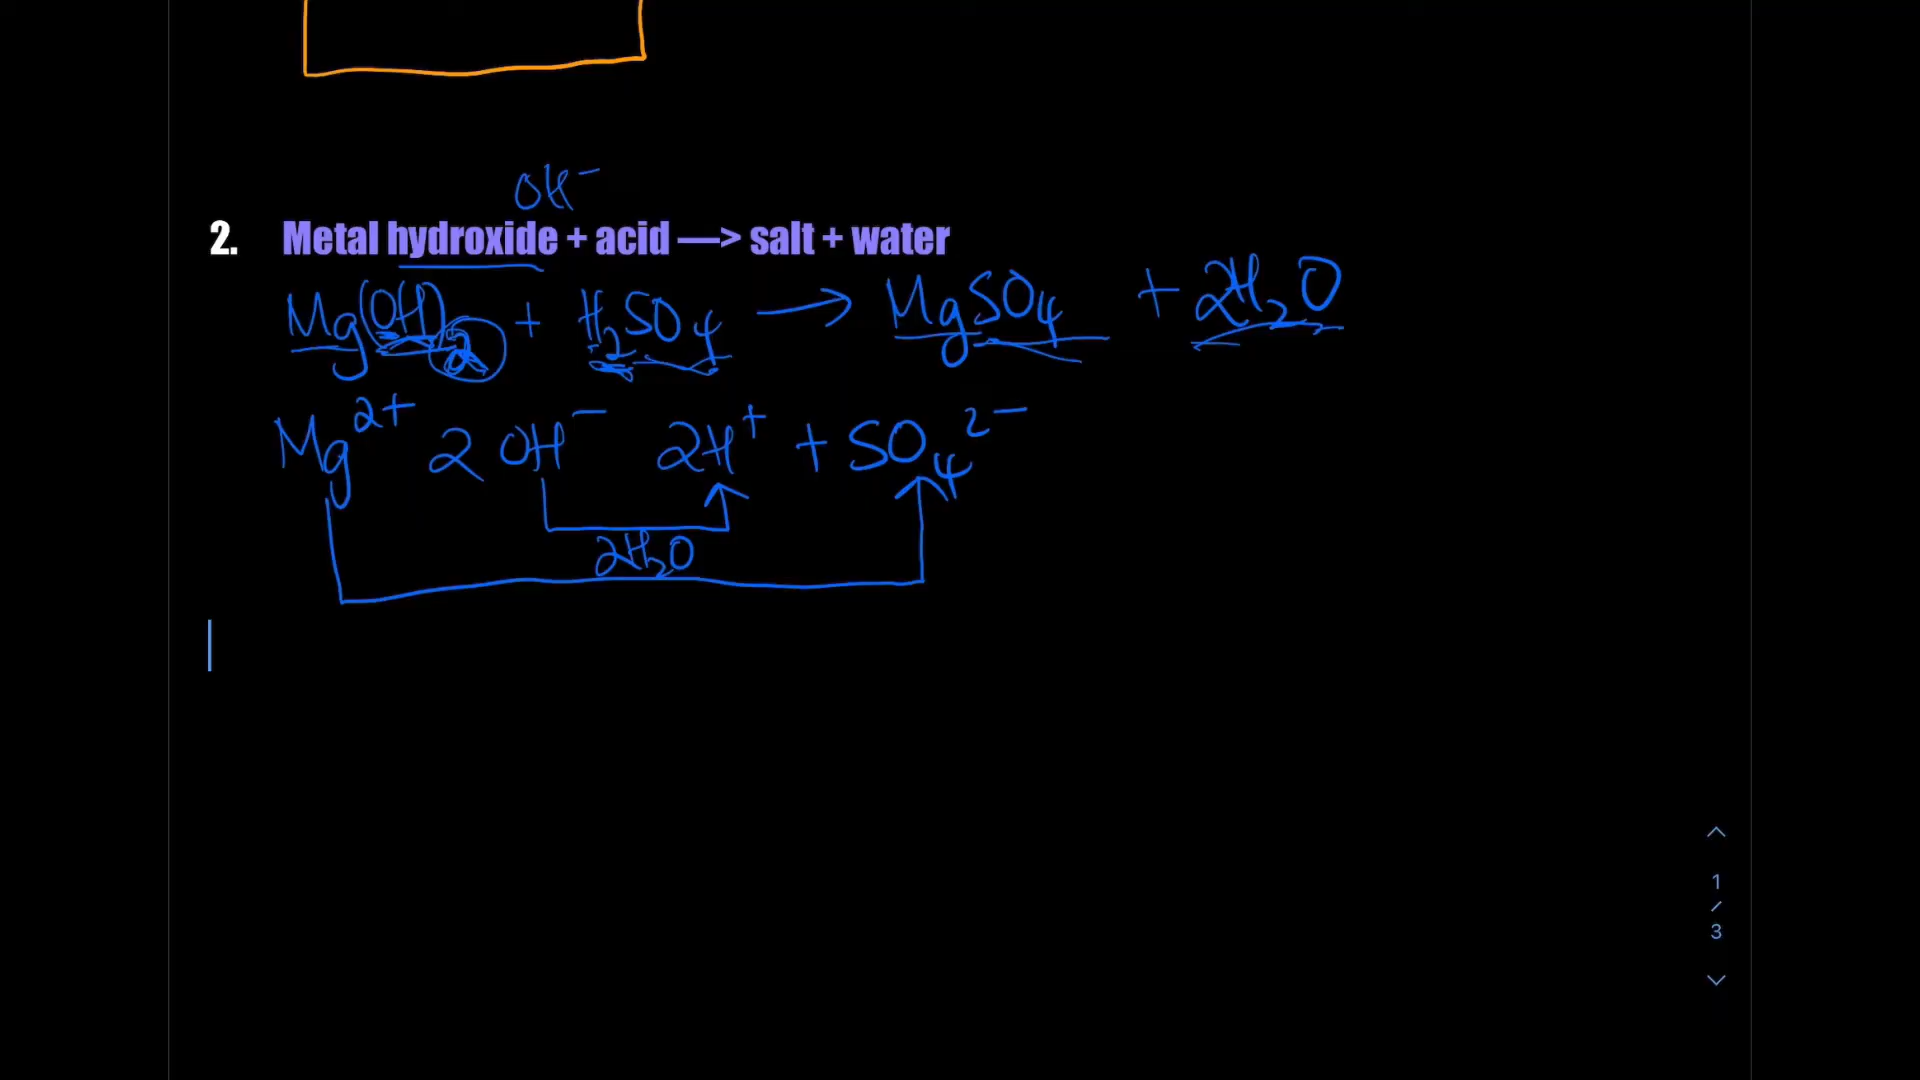 OH⁻
2. Metal hydroxide + acid —> salt + water
Mg(OH)₂ + H₂SO₄ → MgSO₄ + 2H₂O
Mg²⁺ 2OH⁻ 2H⁺ + SO₄²⁻
2H₂O
1
/
3